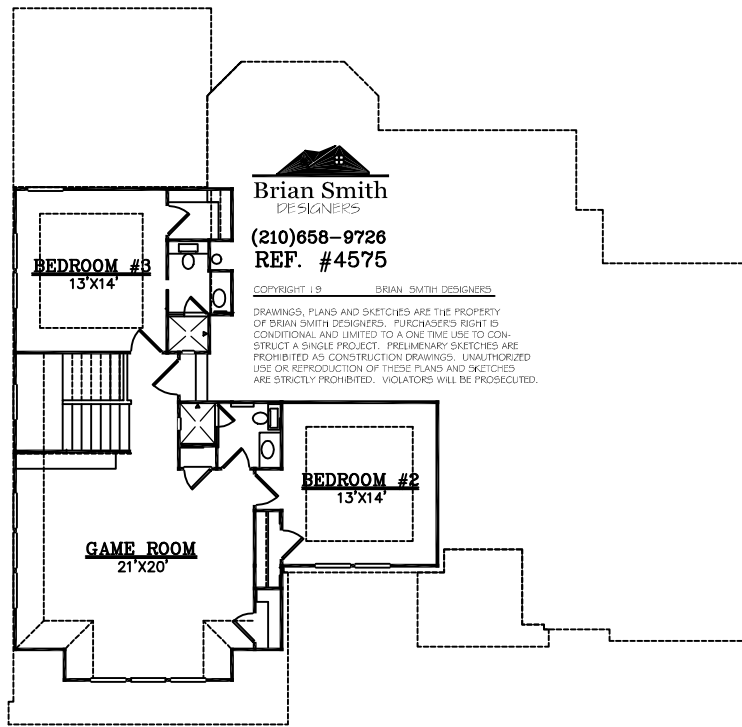 Brian Smith
DESIGNERS
(210)658-9726
REF. #4575
COPYRIGHT 19 BRIAN SMTIH DESIGNERS
DRAWINGS, PLANS AND SKETCHES ARE THE PROPERTY
OF BRIAN SMITH DESIGNERS. PURCHASER'S RIGHT IS
CONDITIONAL AND LIMITED TO A ONE TIME USE TO CON-
STRUCT A SINGLE PROJECT. PRELIMENARY SKETCHES ARE
PROHIBITED AS CONSTRUCTION DRAWINGS. UNAUTHORIZED
USE OR REPRODUCTION OF THESE PLANS AND SKETCHES
ARE STRICTLY PROHIBITED. VIOLATORS WILL BE PROSECUTED.
BEDROOM #3
13'X14'
BEDROOM #2
13'X14'
GAME ROOM
21'X20'